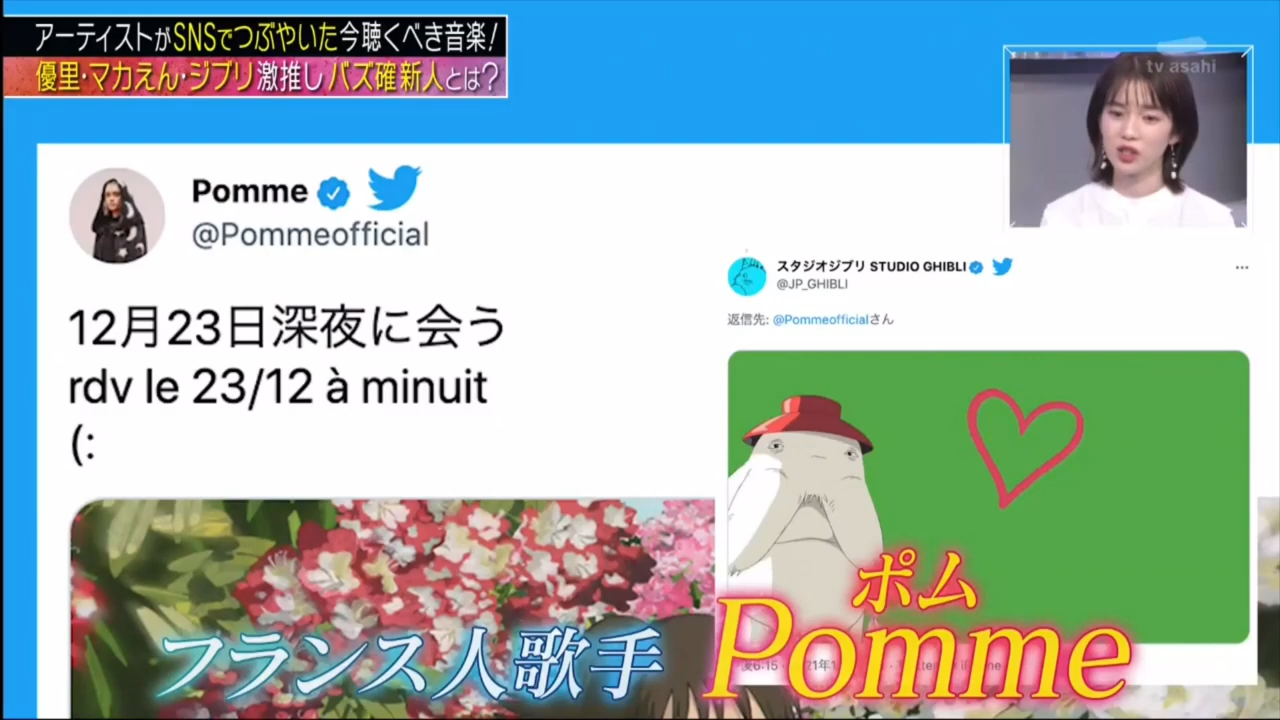 アーティストがSNSでつぶやいた今聴くべき音楽!
優里・マカえん・ジブリ激推しバズ確新人とは?
tv asahi
Pomme
@Pommeofficial
12月23日深夜に会う
rdv le 23/12 à minuit
(:
スタジオジブリ STUDIO GHIBLI
@JP_GHIBLI
返信先: @Pommeofficialさん
フランス人歌手
ポム
Pomme